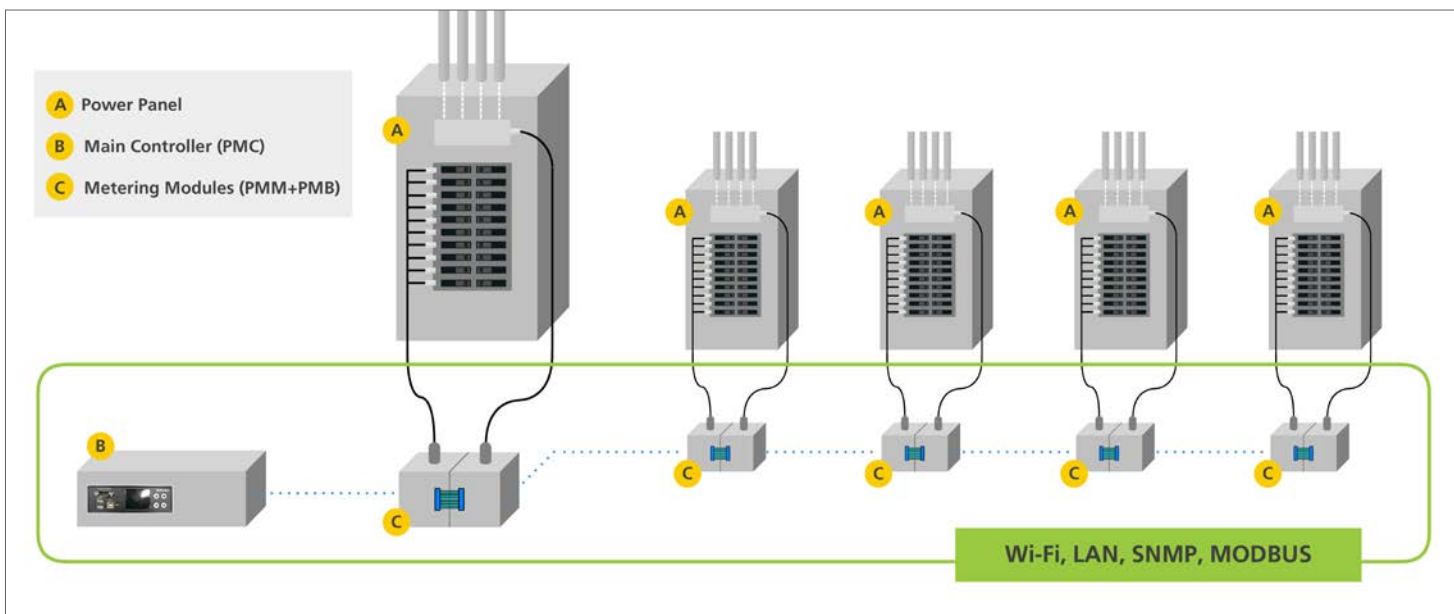 A Power Panel
B Main Controller (PMC)
C Metering Modules (PMM+PMB)
A
A
A
A
A
B
C
C
C
C
C
Wi-Fi, LAN, SNMP, MODBUS